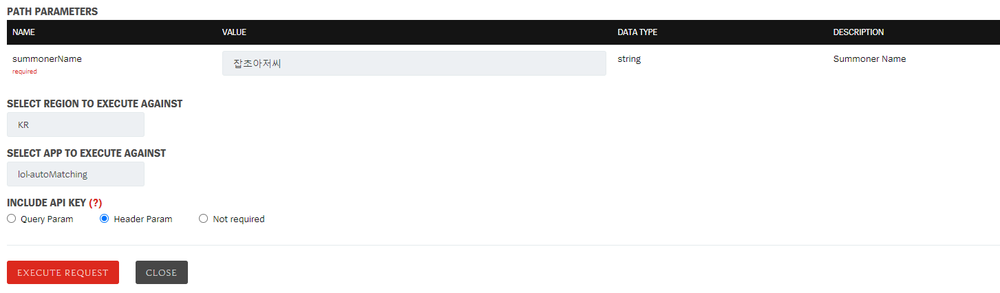 PATH PARAMETERS
NAME VALUE DATA TYPE DESCRIPTION
summonerName 잡초아저씨 string Summoner Name
required
SELECT REGION TO EXECUTE AGAINST
KR
SELECT APP TO EXECUTE AGAINST
lol-autoMatching
INCLUDE API KEY (?)
Query Param Header Param Not required
EXECUTE REQUEST CLOSE